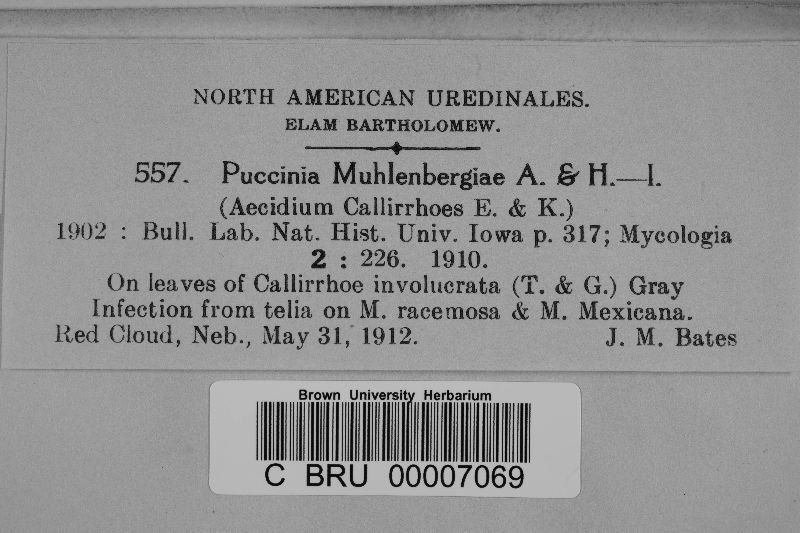 NORTH AMERICAN UREDINALES.
ELAM BARTHOLOMEW.
557. Puccinia Muhlenbergiae A. & H.—I.
(Aecidium Callirrhoes E. & K.)
1902 : Bull. Lab. Nat. Hist. Univ. Iowa p. 317; Mycologia
2 : 226. 1910.
On leaves of Callirrhoe involucrata (T. & G.) Gray
Infection from telia on M. racemosa & M. Mexicana.
Red Cloud, Neb., May 31, 1912. J. M. Bates
Brown University Herbarium
C BRU 00007069